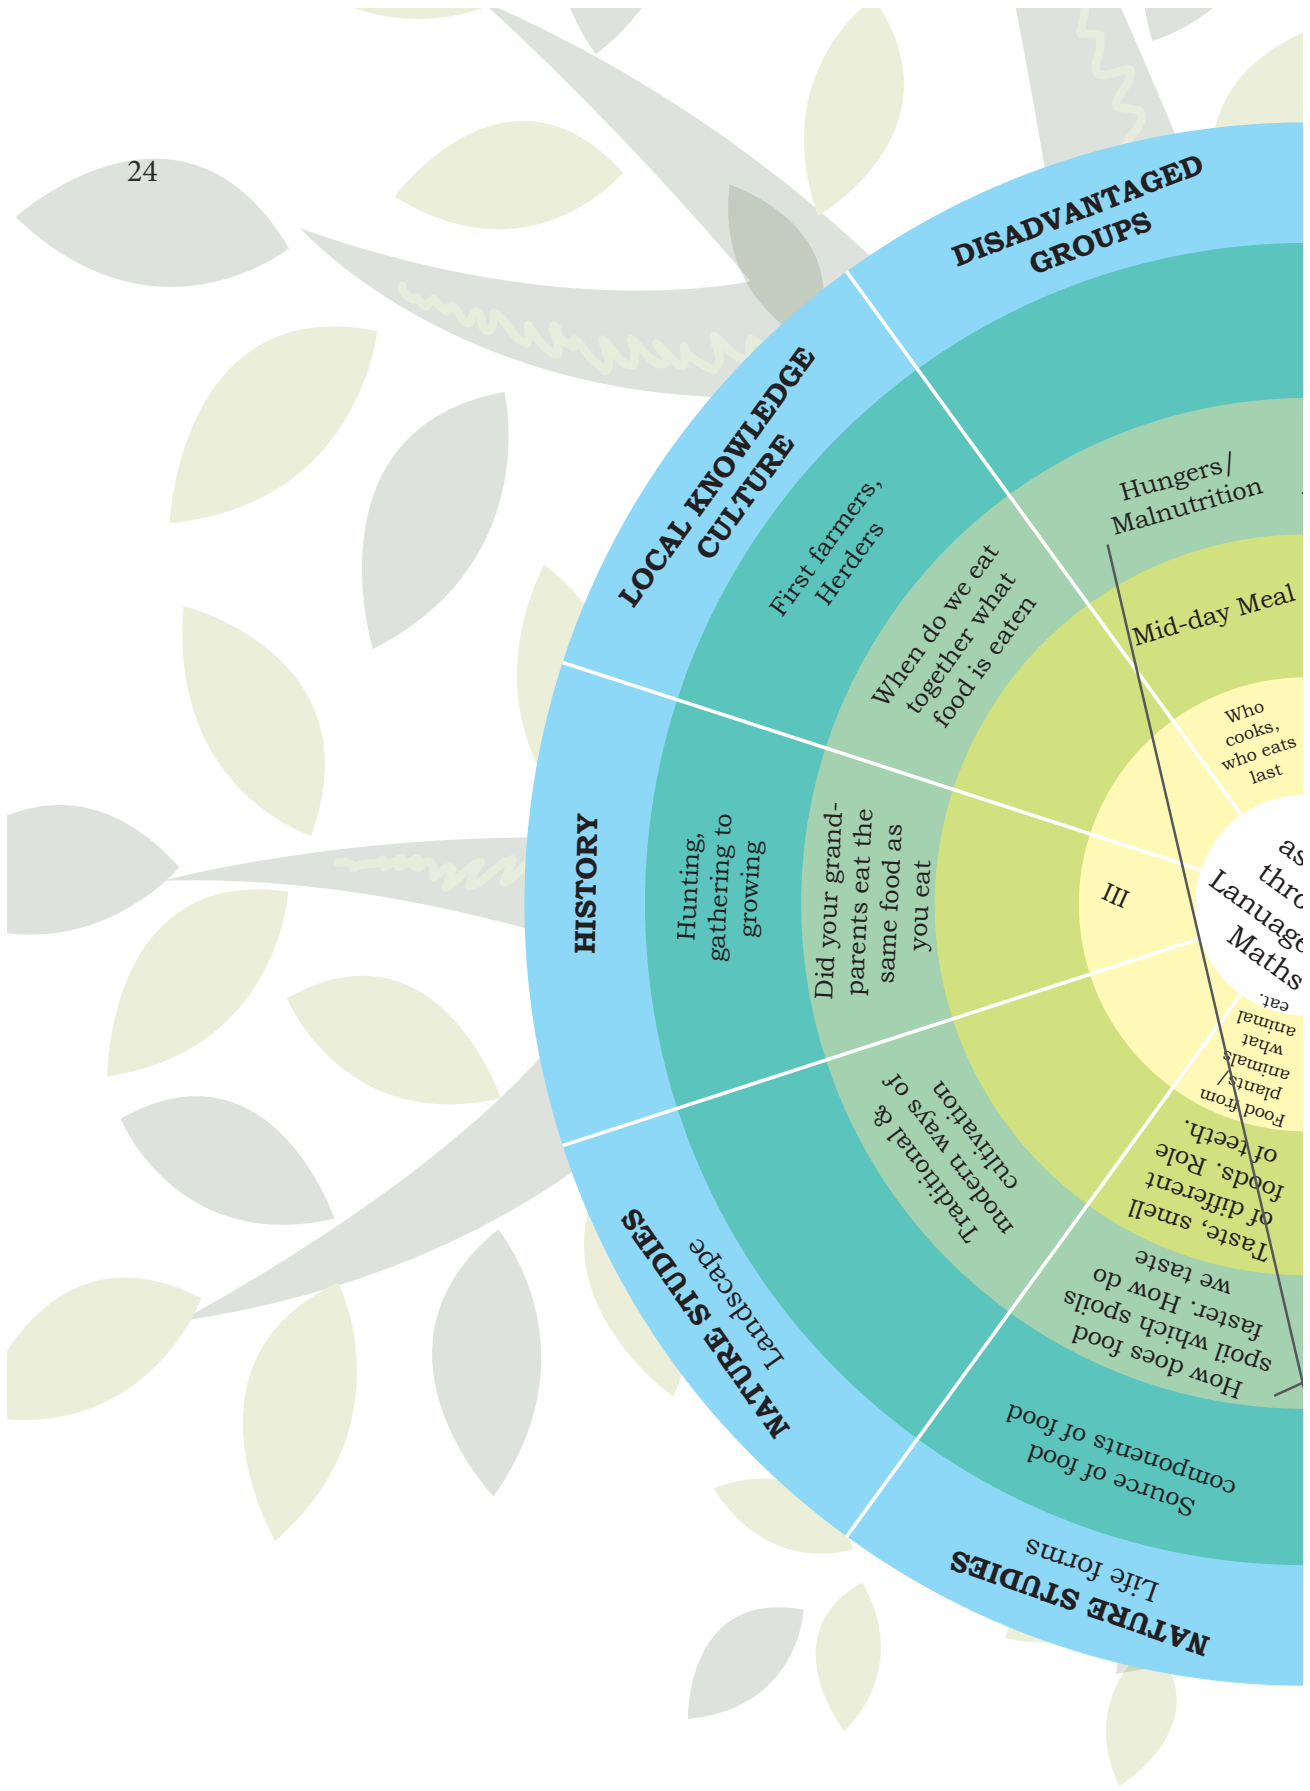 24
DISADVANTAGED
GROUPS
Hungers/
Malnutrition
Mid-day Meal
Who
cooks,
who eats
last
LOCAL KNOWLEDGE
CULTURE
First farmers,
Herders
When do we eat
together what
food is eaten
HISTORY
Hunting,
gathering to
growing
Did your grand-
parents eat the
same food as
you eat
III
NATURE STUDIES
Landscape
Traditional &
modern ways of
cultivation
NATURE STUDIES
Life forms
Source of food
components of food
How does food
spoil which spoils
faster. How do
we taste
Taste, smell
of different
foods. Role
of teeth.
Food from
plants/
animals
what
animal
eat.
as
thro
Lanuage
Maths